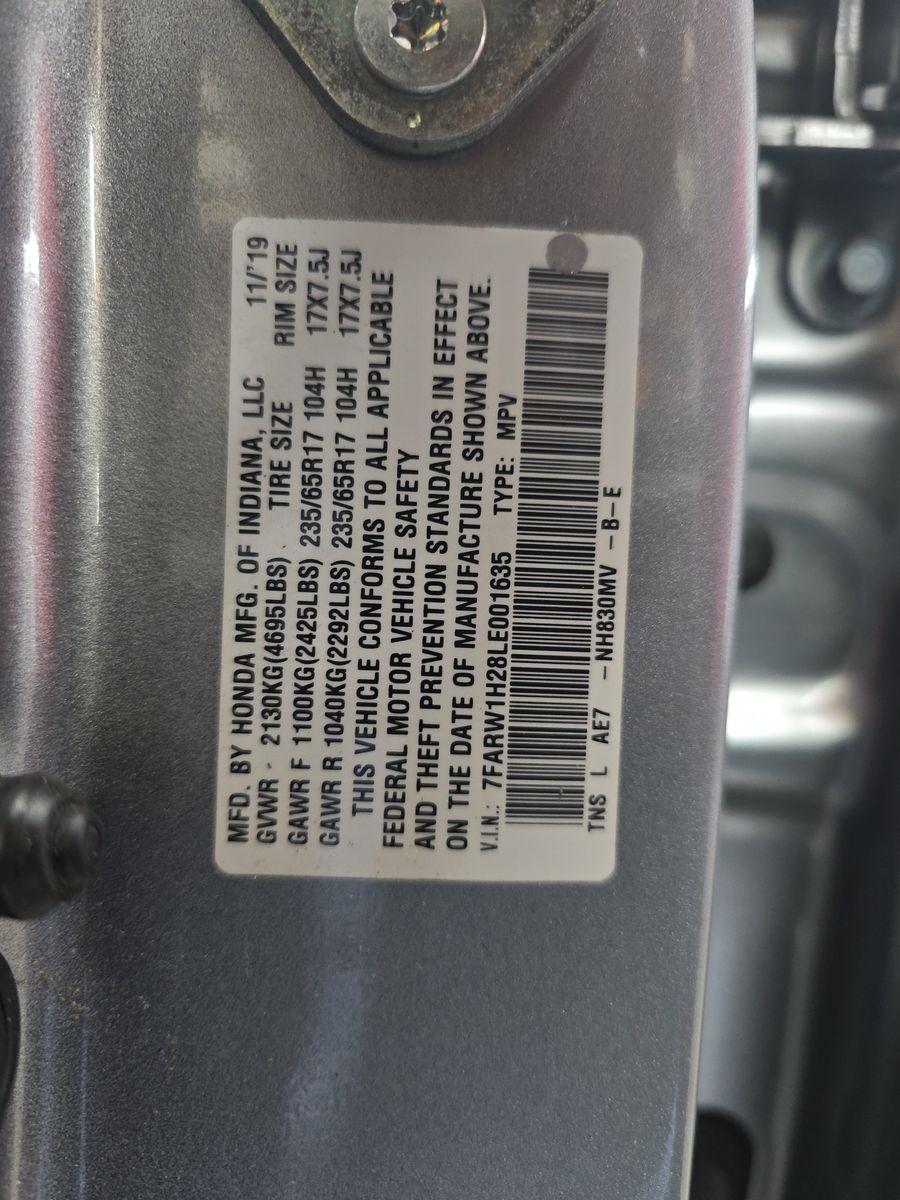 MFD. BY HONDA MFG. OF INDIANA, LLC 11/'19
GVWR - 2130KG(4695LBS) TIRE SIZE RIM SIZE
GAWR F 1100KG(2425LBS) 235/65R17 104H 17X7.5J
GAWR R 1040KG(2292LBS) 235/65R17 104H 17X7.5J
THIS VEHICLE CONFORMS TO ALL APPLICABLE
FEDERAL MOTOR VEHICLE SAFETY
AND THEFT PREVENTION STANDARDS IN EFFECT
ON THE DATE OF MANUFACTURE SHOWN ABOVE.
V.I.N.: 7FARW1H28LE001635 TYPE: MPV
TNS L AE7 -NH830MV -B-E